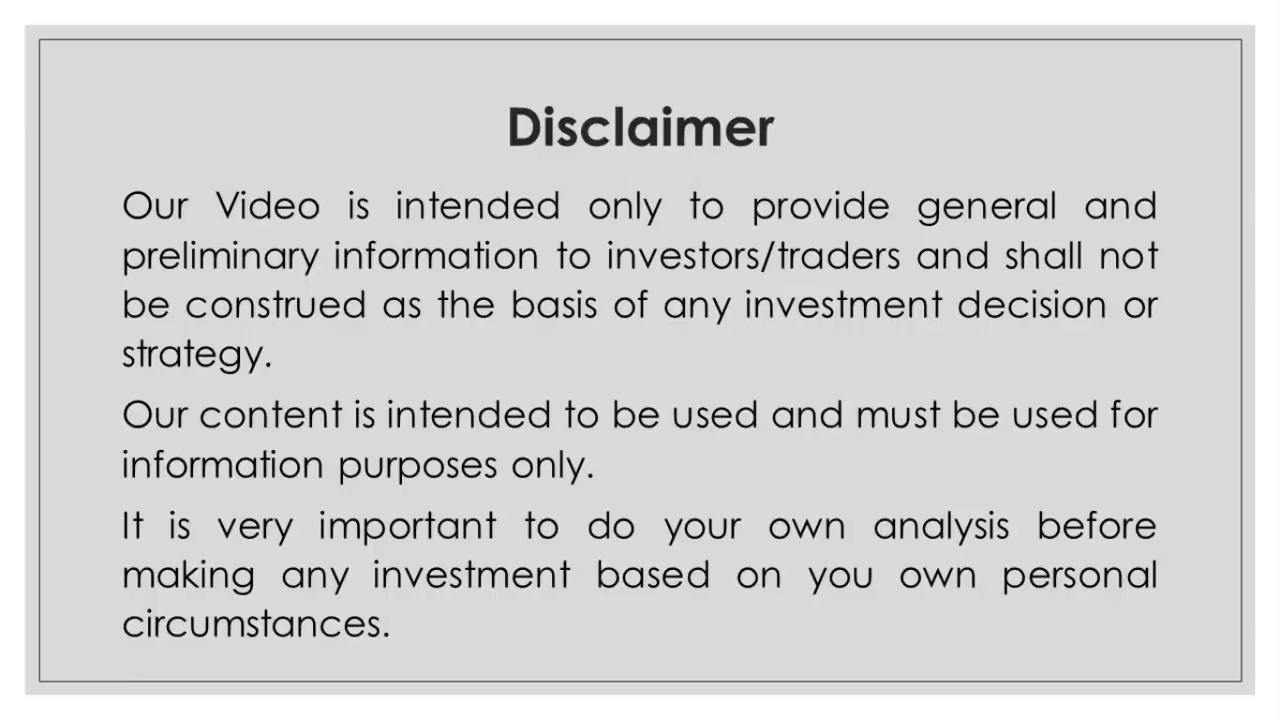 Disclaimer
Our Video is intended only to provide general and
preliminary information to investors/traders and shall not
be construed as the basis of any investment decision or
strategy.
Our content is intended to be used and must be used for
information purposes only.
It is very important to do your own analysis before
making any investment based on you own personal
circumstances.